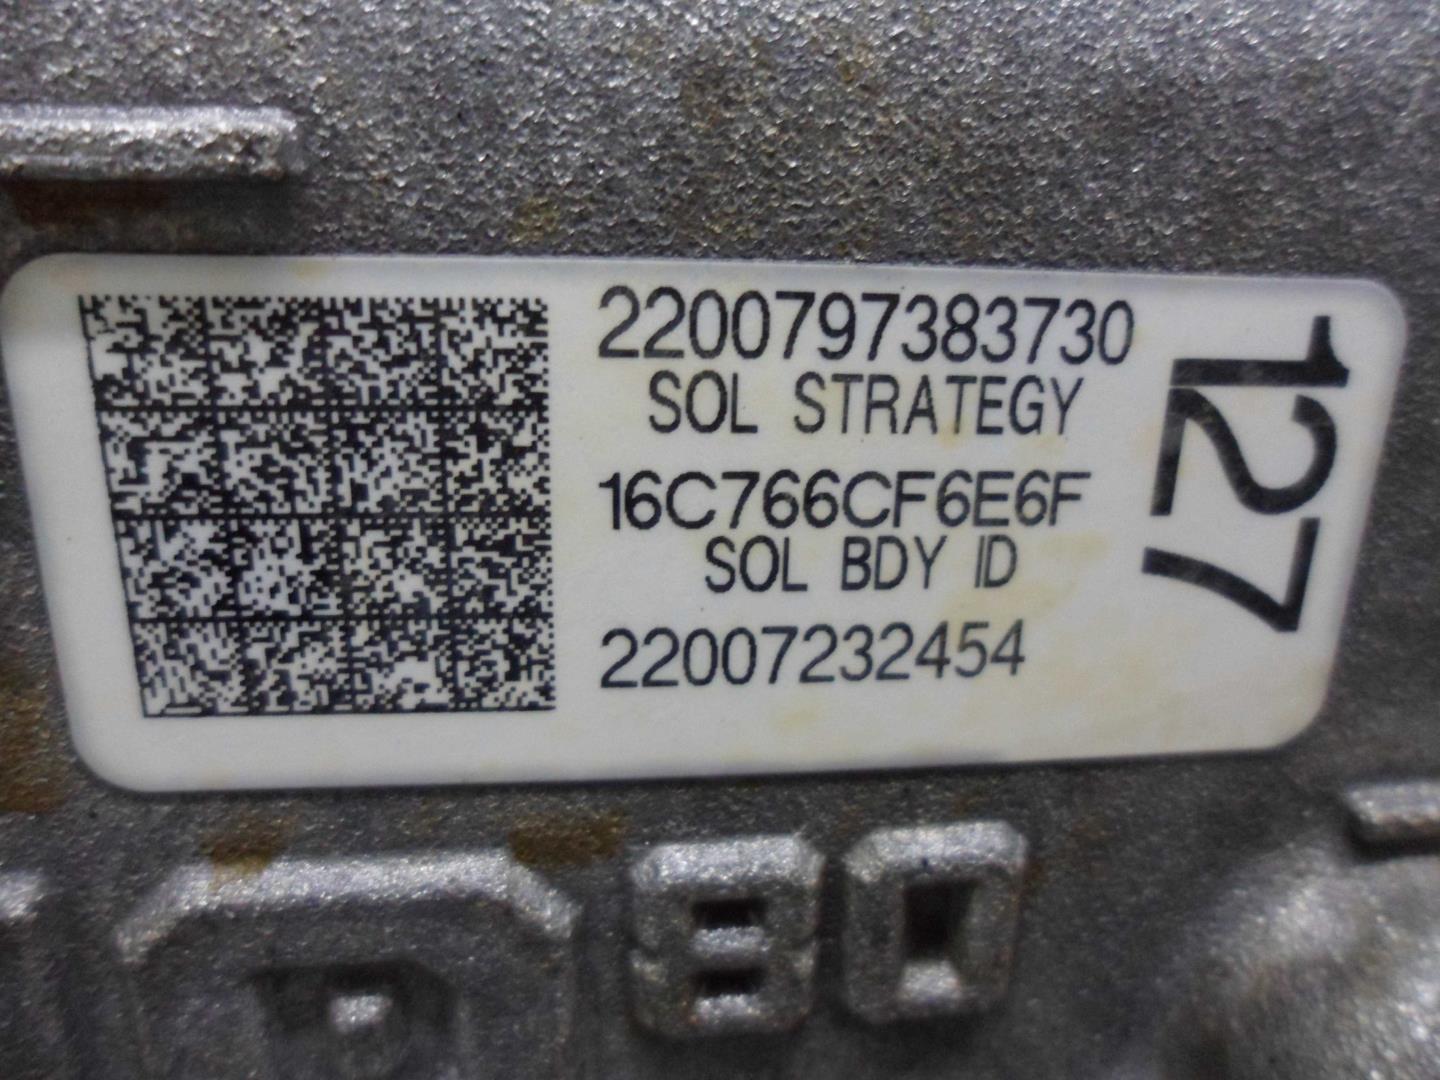 2200797383730
SOL STRATEGY
16C766CF6E6F
SOL BDY ID
22007232454
127
80